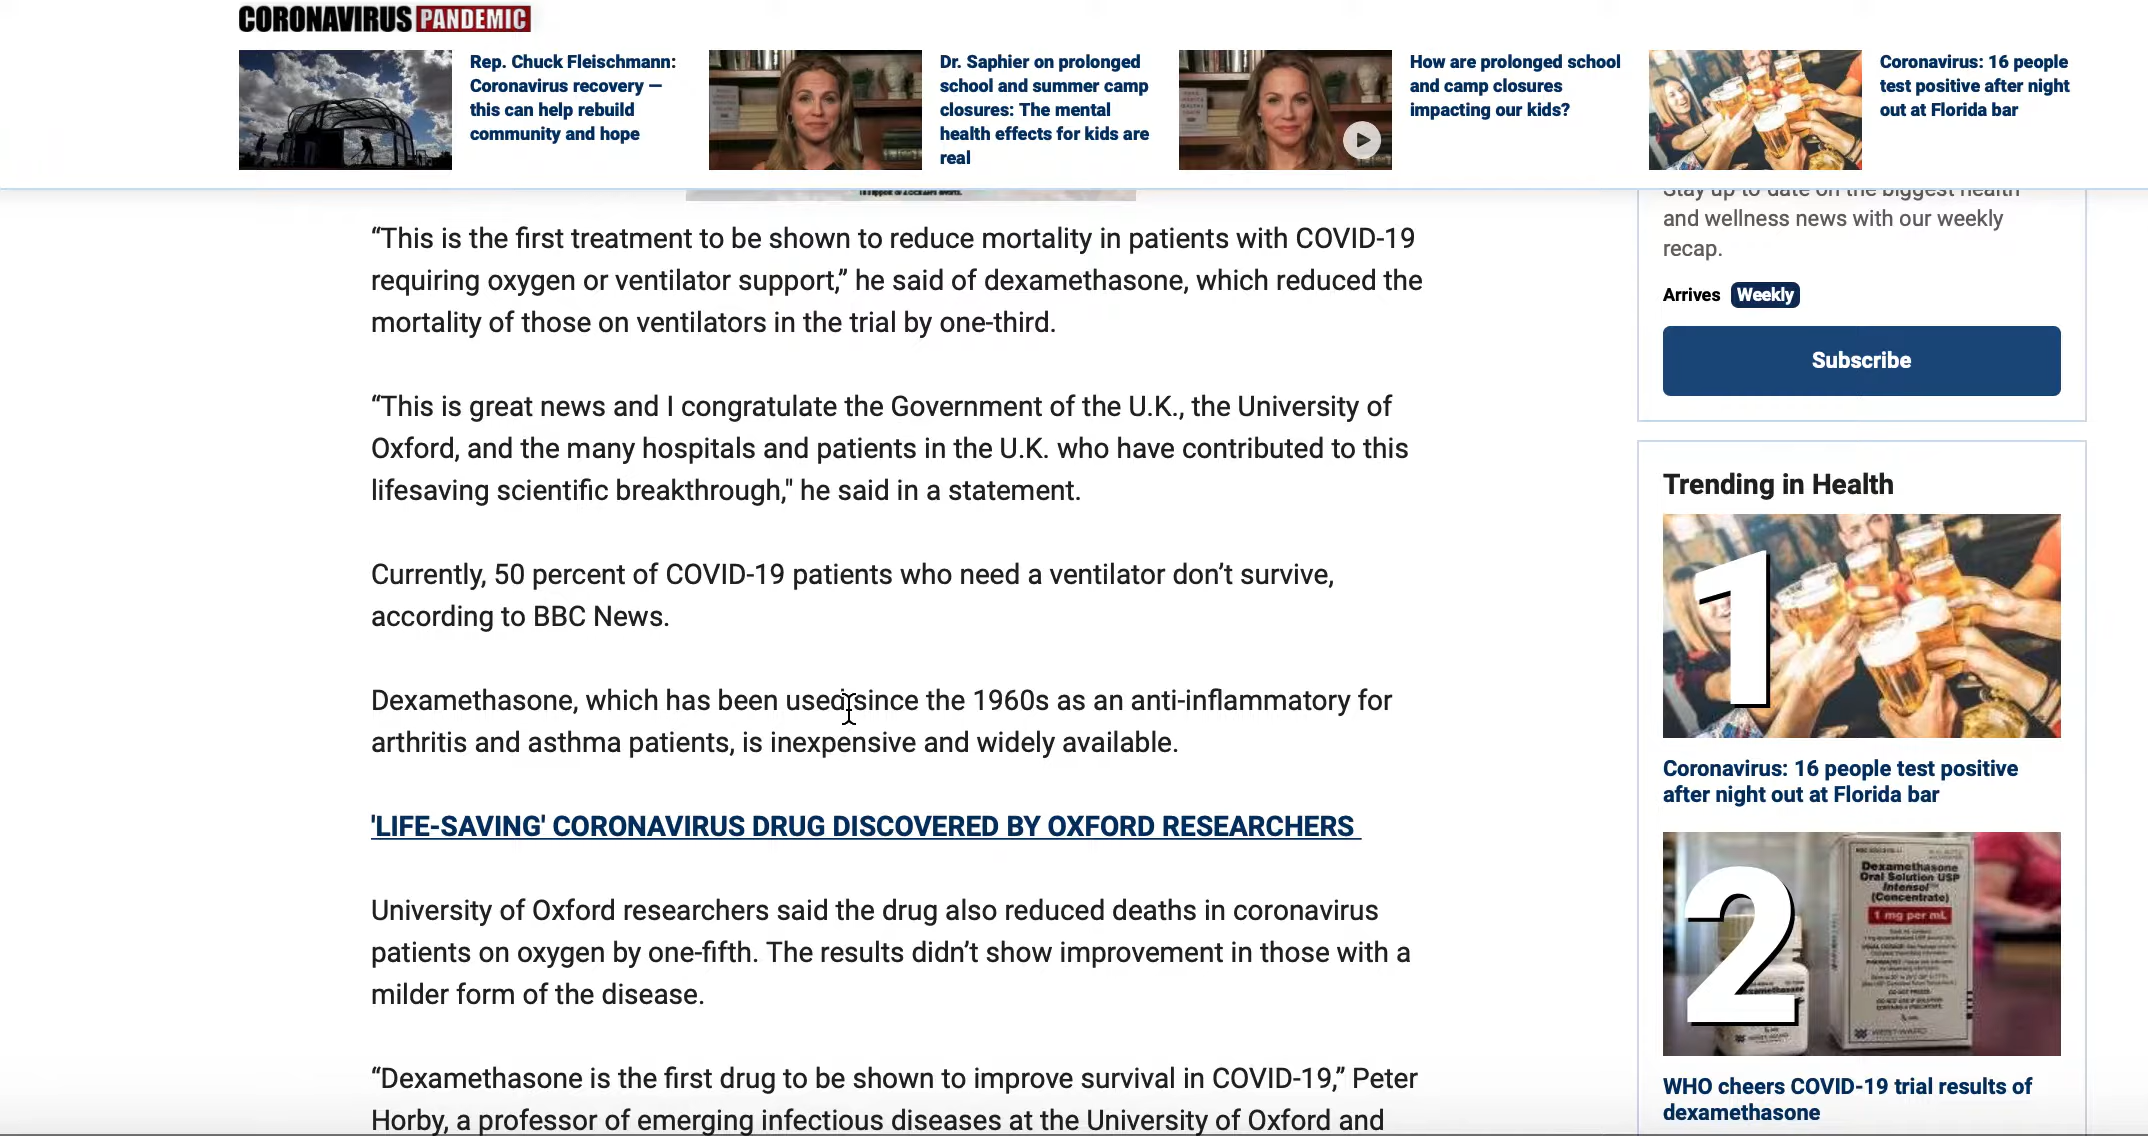 CORONAVIRUS PANDEMIC
Rep. Chuck Fleischmann:
Coronavirus recovery —
this can help rebuild
community and hope
Dr. Saphier on prolonged
school and summer camp
closures: The mental
health effects for kids are
real
How are prolonged school
and camp closures
impacting our kids?
Coronavirus: 16 people
test positive after night
out at Florida bar
“This is the first treatment to be shown to reduce mortality in patients with COVID-19
requiring oxygen or ventilator support,” he said of dexamethasone, which reduced the
mortality of those on ventilators in the trial by one-third.
“This is great news and I congratulate the Government of the U.K., the University of
Oxford, and the many hospitals and patients in the U.K. who have contributed to this
lifesaving scientific breakthrough," he said in a statement.
Currently, 50 percent of COVID-19 patients who need a ventilator don’t survive,
according to BBC News.
Dexamethasone, which has been used since the 1960s as an anti-inflammatory for
arthritis and asthma patients, is inexpensive and widely available.
'LIFE-SAVING' CORONAVIRUS DRUG DISCOVERED BY OXFORD RESEARCHERS
University of Oxford researchers said the drug also reduced deaths in coronavirus
patients on oxygen by one-fifth. The results didn’t show improvement in those with a
milder form of the disease.
“Dexamethasone is the first drug to be shown to improve survival in COVID-19,” Peter
Horby, a professor of emerging infectious diseases at the University of Oxford and
Stay up to date on the biggest health
and wellness news with our weekly
recap.
Arrives Weekly
Subscribe
Trending in Health
1
Coronavirus: 16 people test positive
after night out at Florida bar
2
Dexamethasone
Oral Solution USP
Intensol
(Concentrate)
1 mg per mL
WHO cheers COVID-19 trial results of
dexamethasone